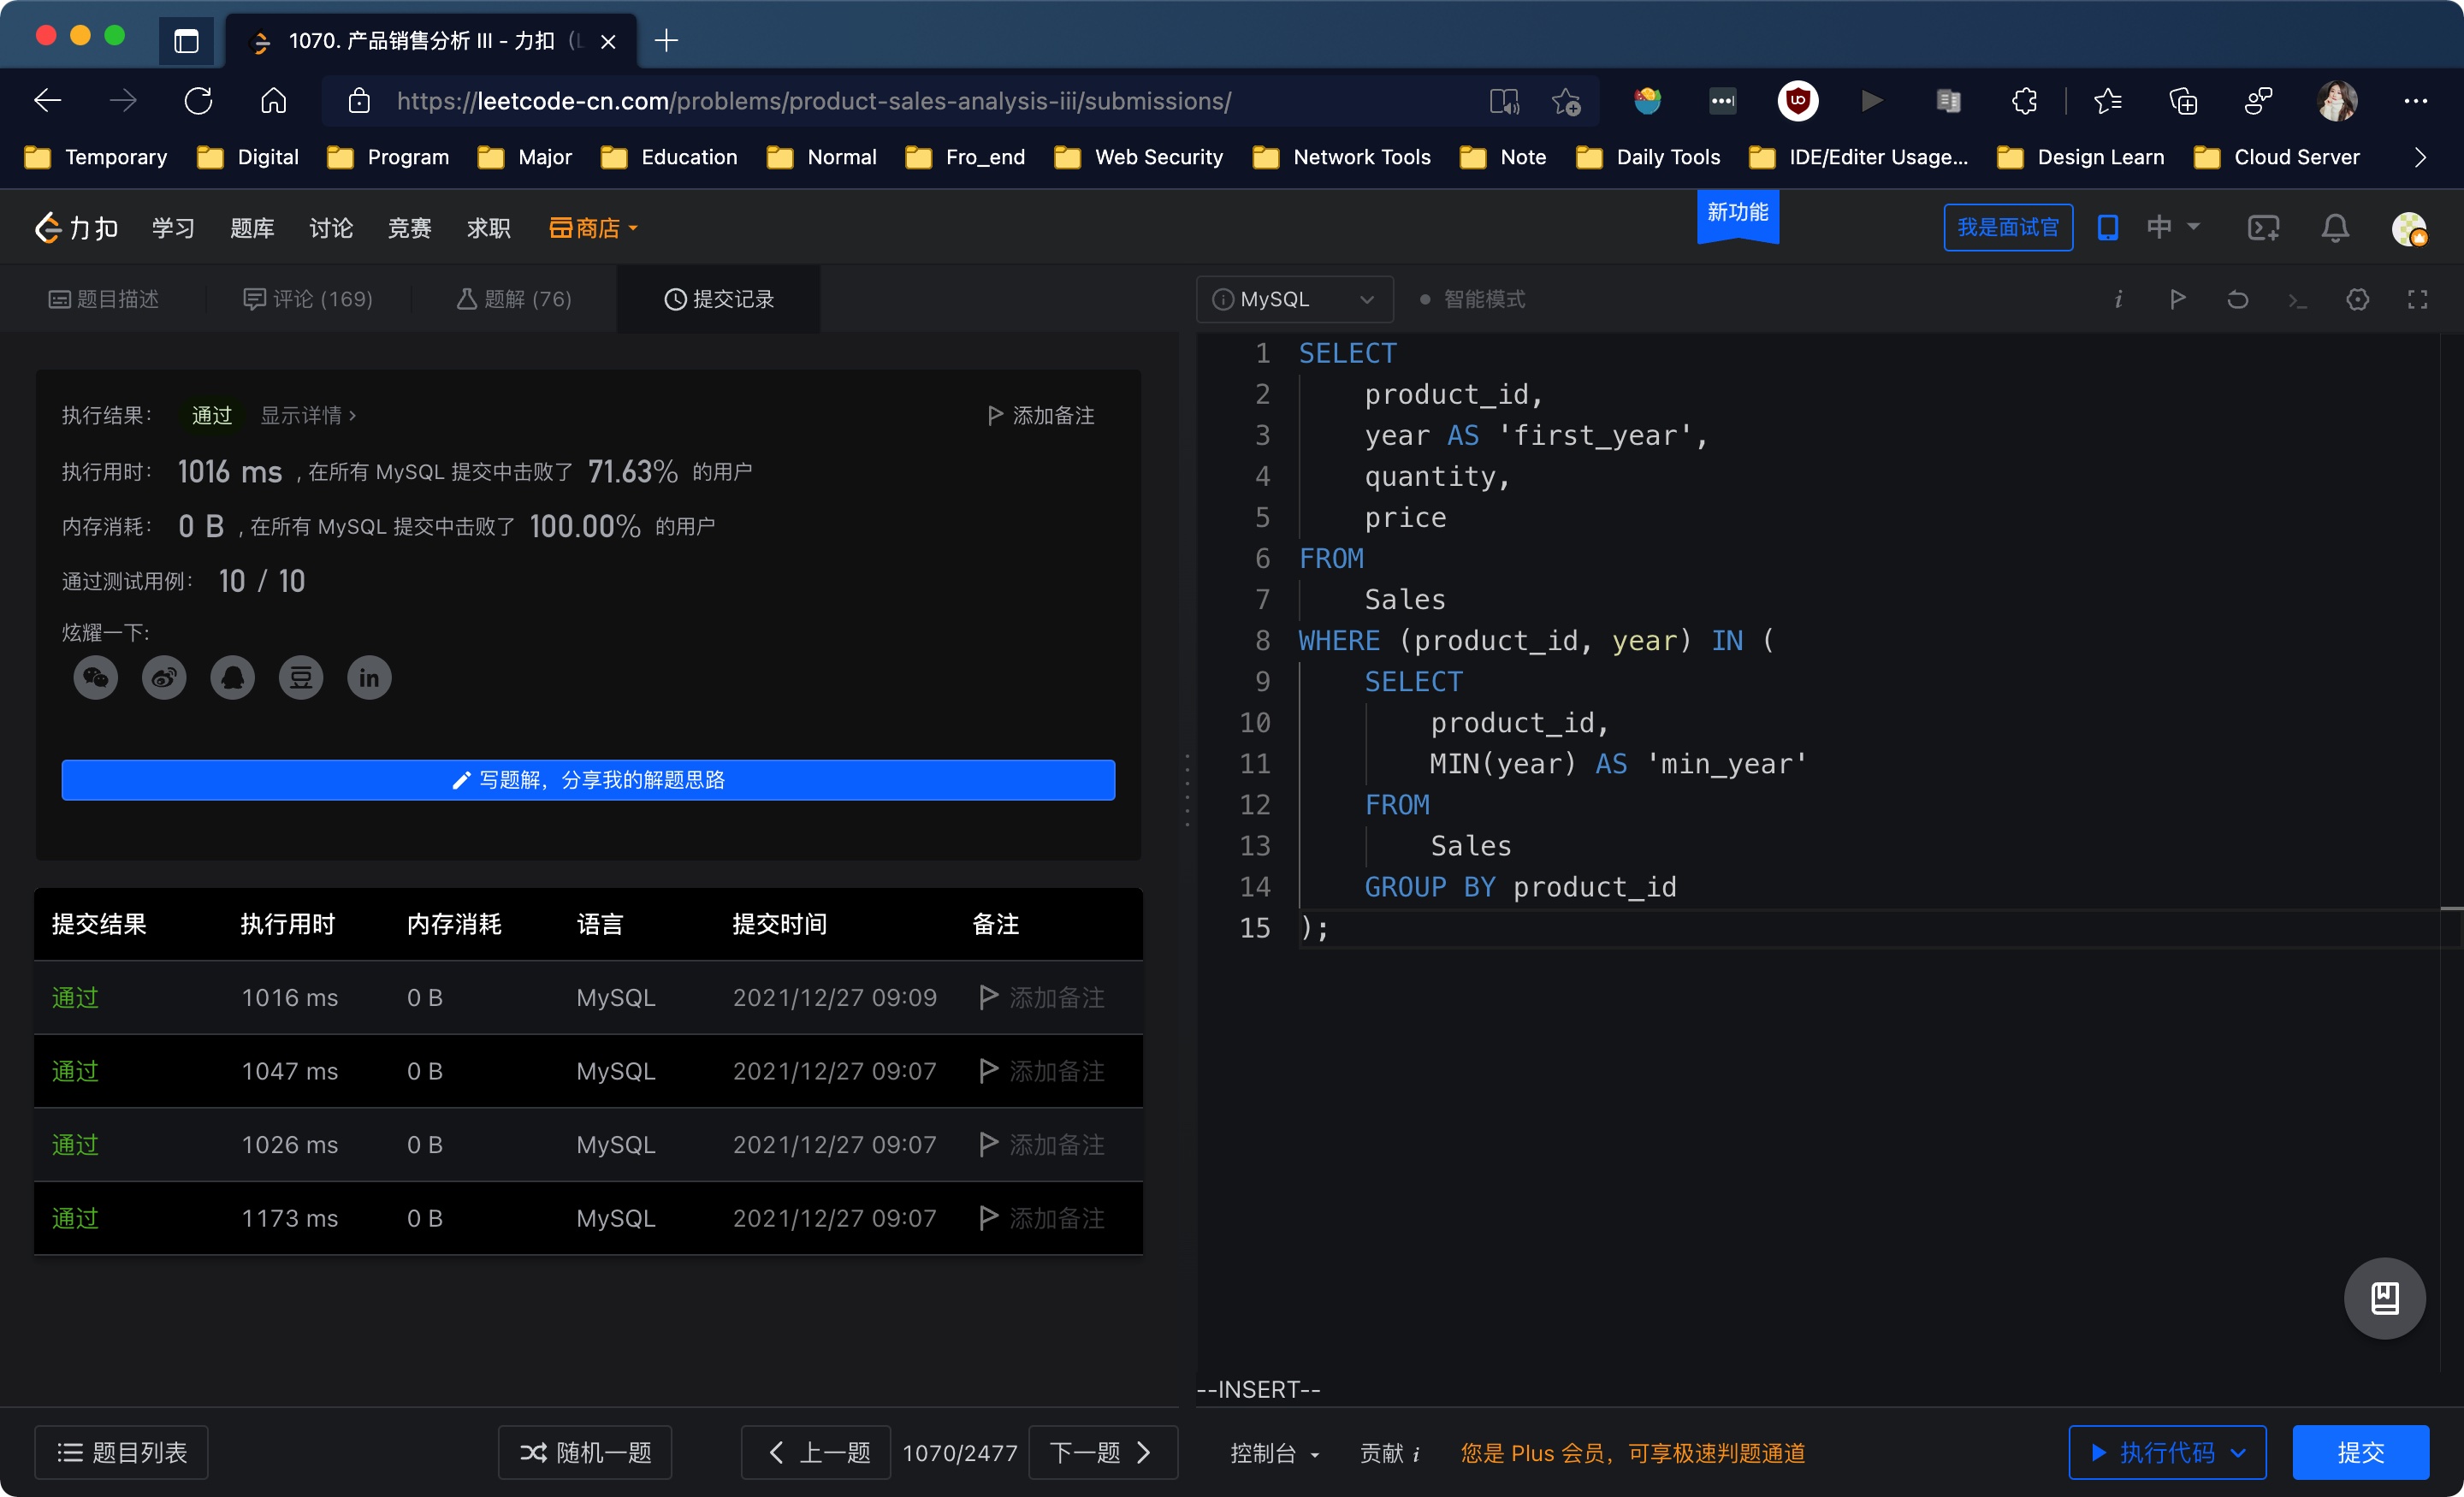 1070. 产品销售分析 III - 力扣 (L
https://leetcode-cn.com/problems/product-sales-analysis-iii/submissions/
Temporary Digital Program Major Education Normal Fro_end Web Security Network Tools Note Daily Tools IDE/Editer Usage... Design Learn Cloud Server
力扣 学习 题库 讨论 竞赛 求职 商店 新功能 我是面试官 中
题目描述 评论 (169) 题解 (76) 提交记录
执行结果： 通过 显示详情 > 添加备注
执行用时： 1016 ms , 在所有 MySQL 提交中击败了 71.63% 的用户
内存消耗： 0 B , 在所有 MySQL 提交中击败了 100.00% 的用户
通过测试用例： 10 / 10
炫耀一下:
豆 in
写题解，分享我的解题思路
提交结果 执行用时 内存消耗 语言 提交时间 备注
通过 1016 ms 0 B MySQL 2021/12/27 09:09 添加备注
通过 1047 ms 0 B MySQL 2021/12/27 09:07 添加备注
通过 1026 ms 0 B MySQL 2021/12/27 09:07 添加备注
通过 1173 ms 0 B MySQL 2021/12/27 09:07 添加备注
MySQL 智能模式
1 SELECT
2 product_id,
3 year AS 'first_year',
4 quantity,
5 price
6 FROM
7 Sales
8 WHERE (product_id, year) IN (
9 SELECT
10 product_id,
11 MIN(year) AS 'min_year'
12 FROM
13 Sales
14 GROUP BY product_id
15 );
--INSERT--
题目列表 随机一题 上一题 1070/2477 下一题 控制台 贡献 i 您是 Plus 会员，可享极速判题通道 执行代码 提交